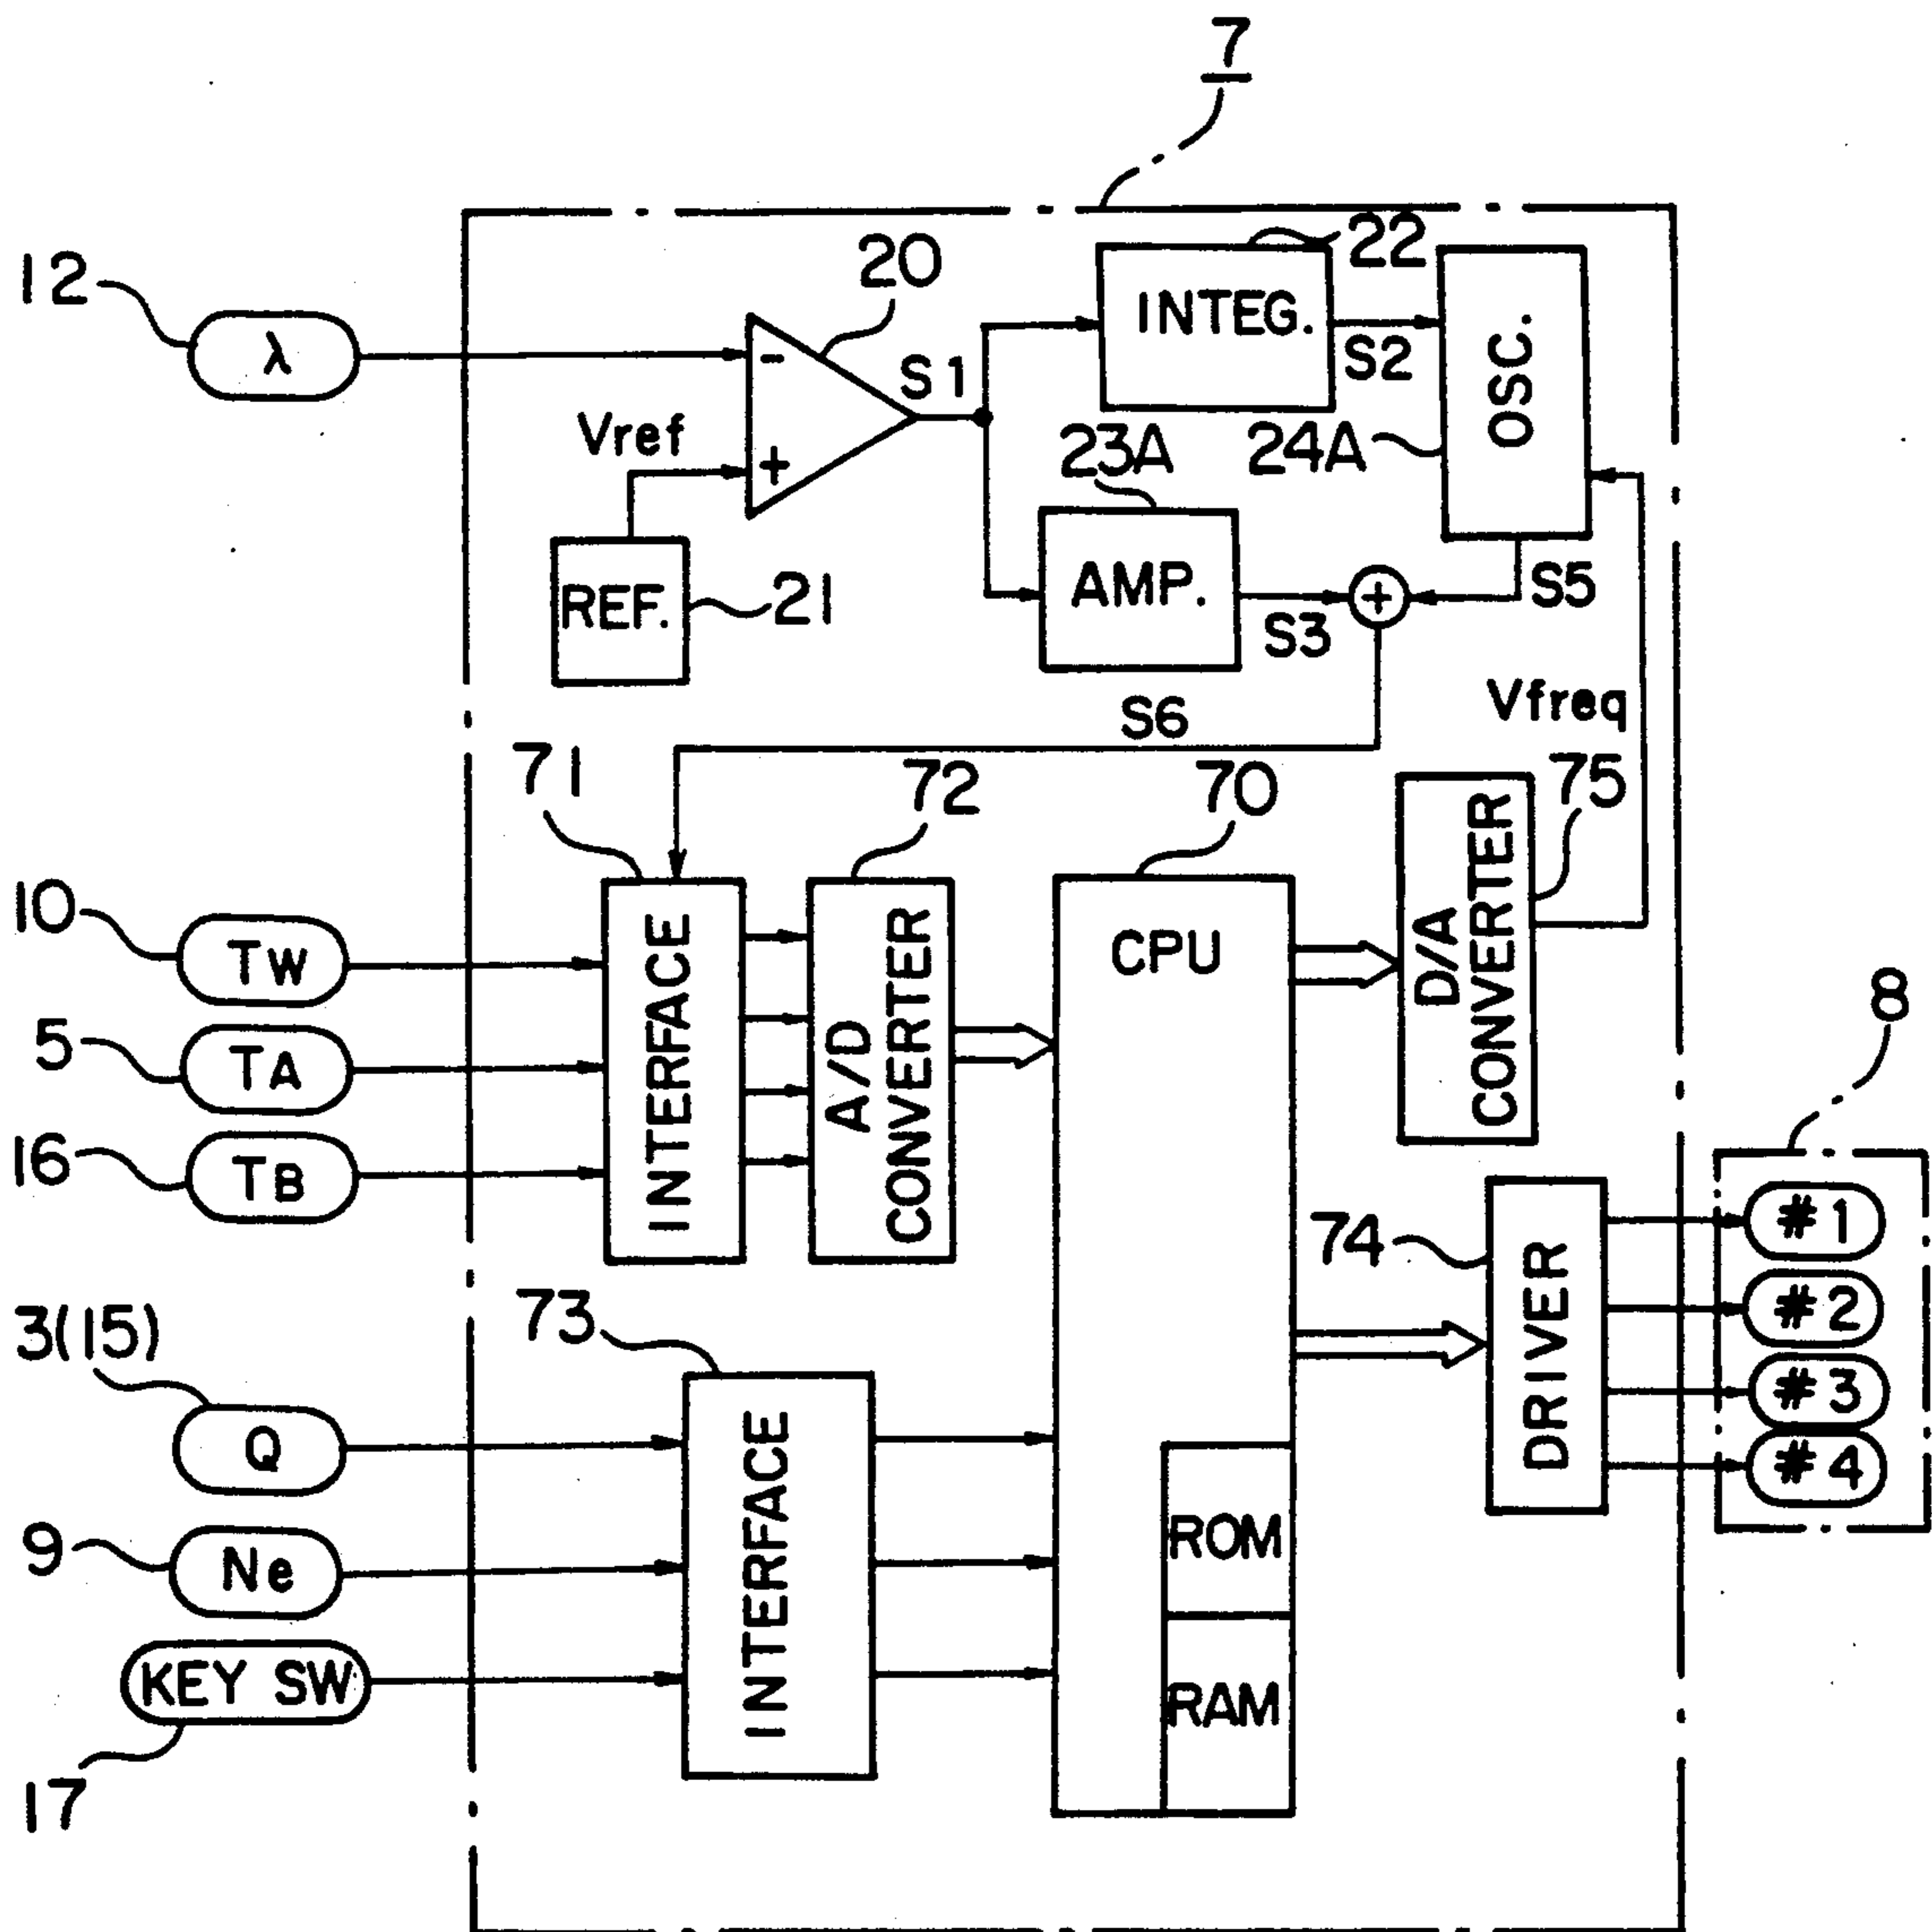 7
12
λ
20
22
INTEG.
OSC.
S1
S2
Vref
23A
24A
REF.
21
AMP.
S3
S5
S6
Vfreq
71
72
70
75
10
TW
5
TA
16
TB
INTERFACE
A/D CONVERTER
CPU
D/A CONVERTER
8
74
DRIVER
#1
#2
#3
#4
3(15)
Q
73
9
Ne
KEY SW
17
INTERFACE
ROM
RAM